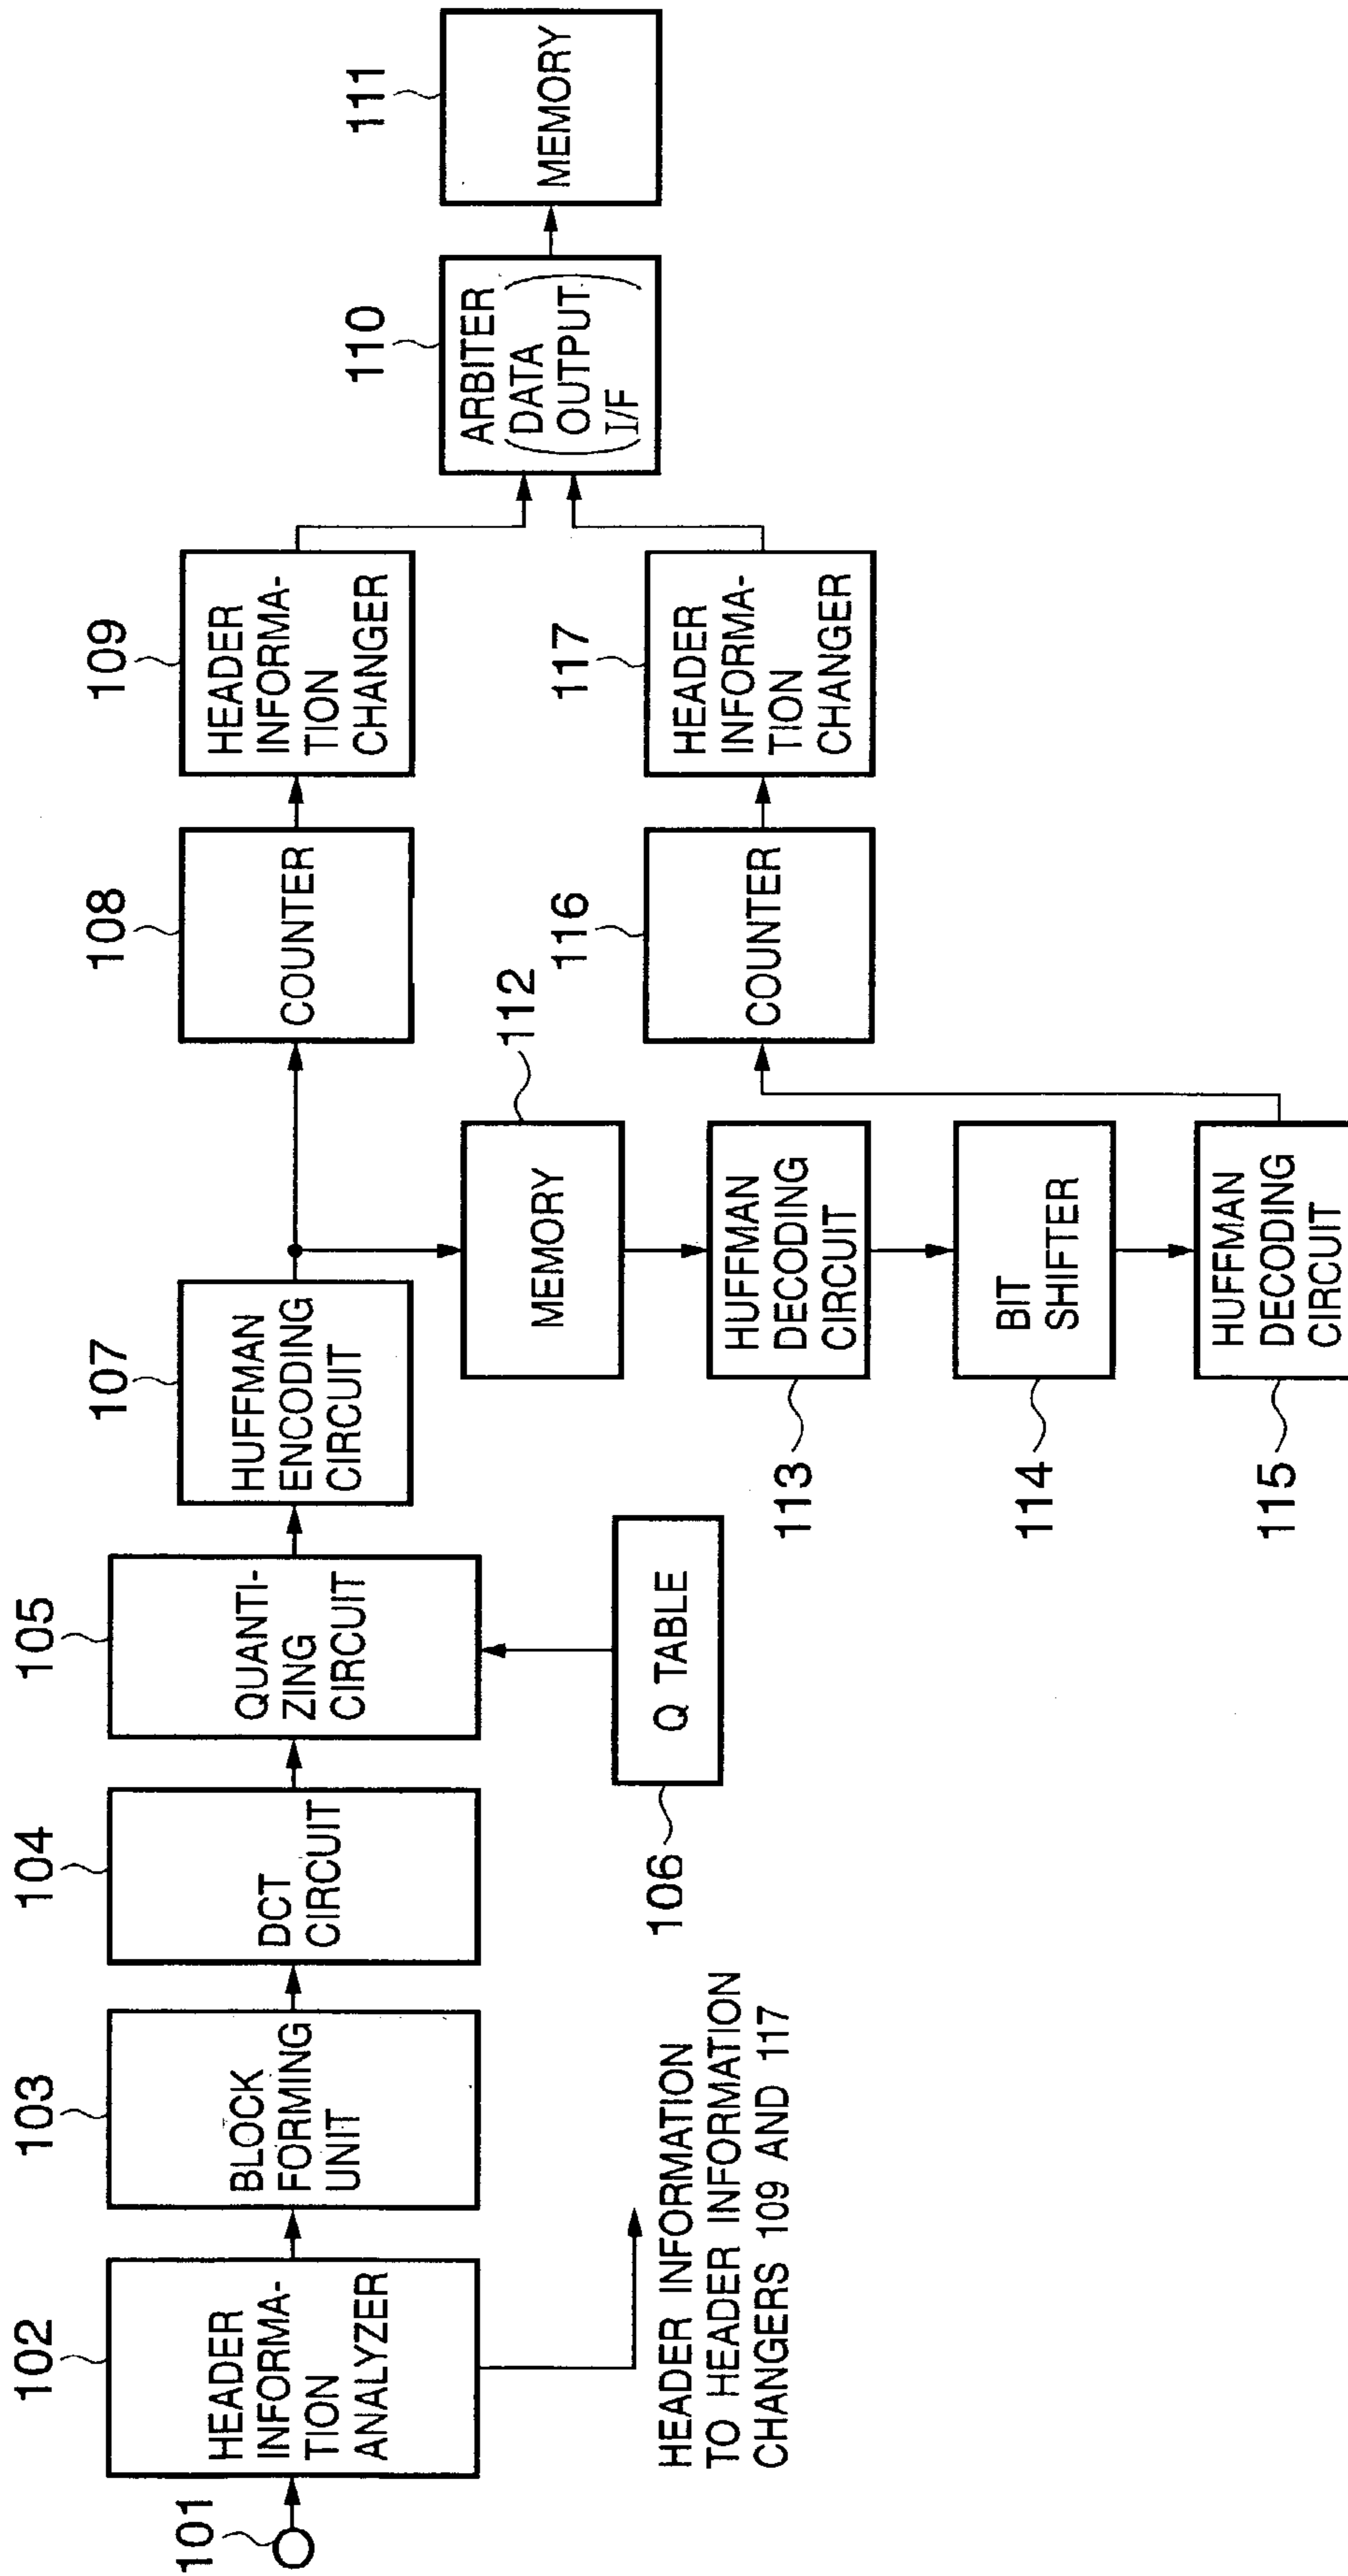 101
102
HEADER
INFORMA-
TION
ANALYZER
HEADER INFORMATION
TO HEADER INFORMATION
CHANGERS 109 AND 117
103
BLOCK
FORMING
UNIT
104
DCT
CIRCUIT
105
QUANTI-
ZING
CIRCUIT
106
Q TABLE
107
HUFFMAN
ENCODING
CIRCUIT
108
COUNTER
109
HEADER
INFORMA-
TION
CHANGER
110
ARBITER
(DATA
OUTPUT
I/F)
111
MEMORY
112
MEMORY
113
HUFFMAN
DECODING
CIRCUIT
114
BIT
SHIFTER
115
HUFFMAN
DECODING
CIRCUIT
116
COUNTER
117
HEADER
INFORMA-
TION
CHANGER